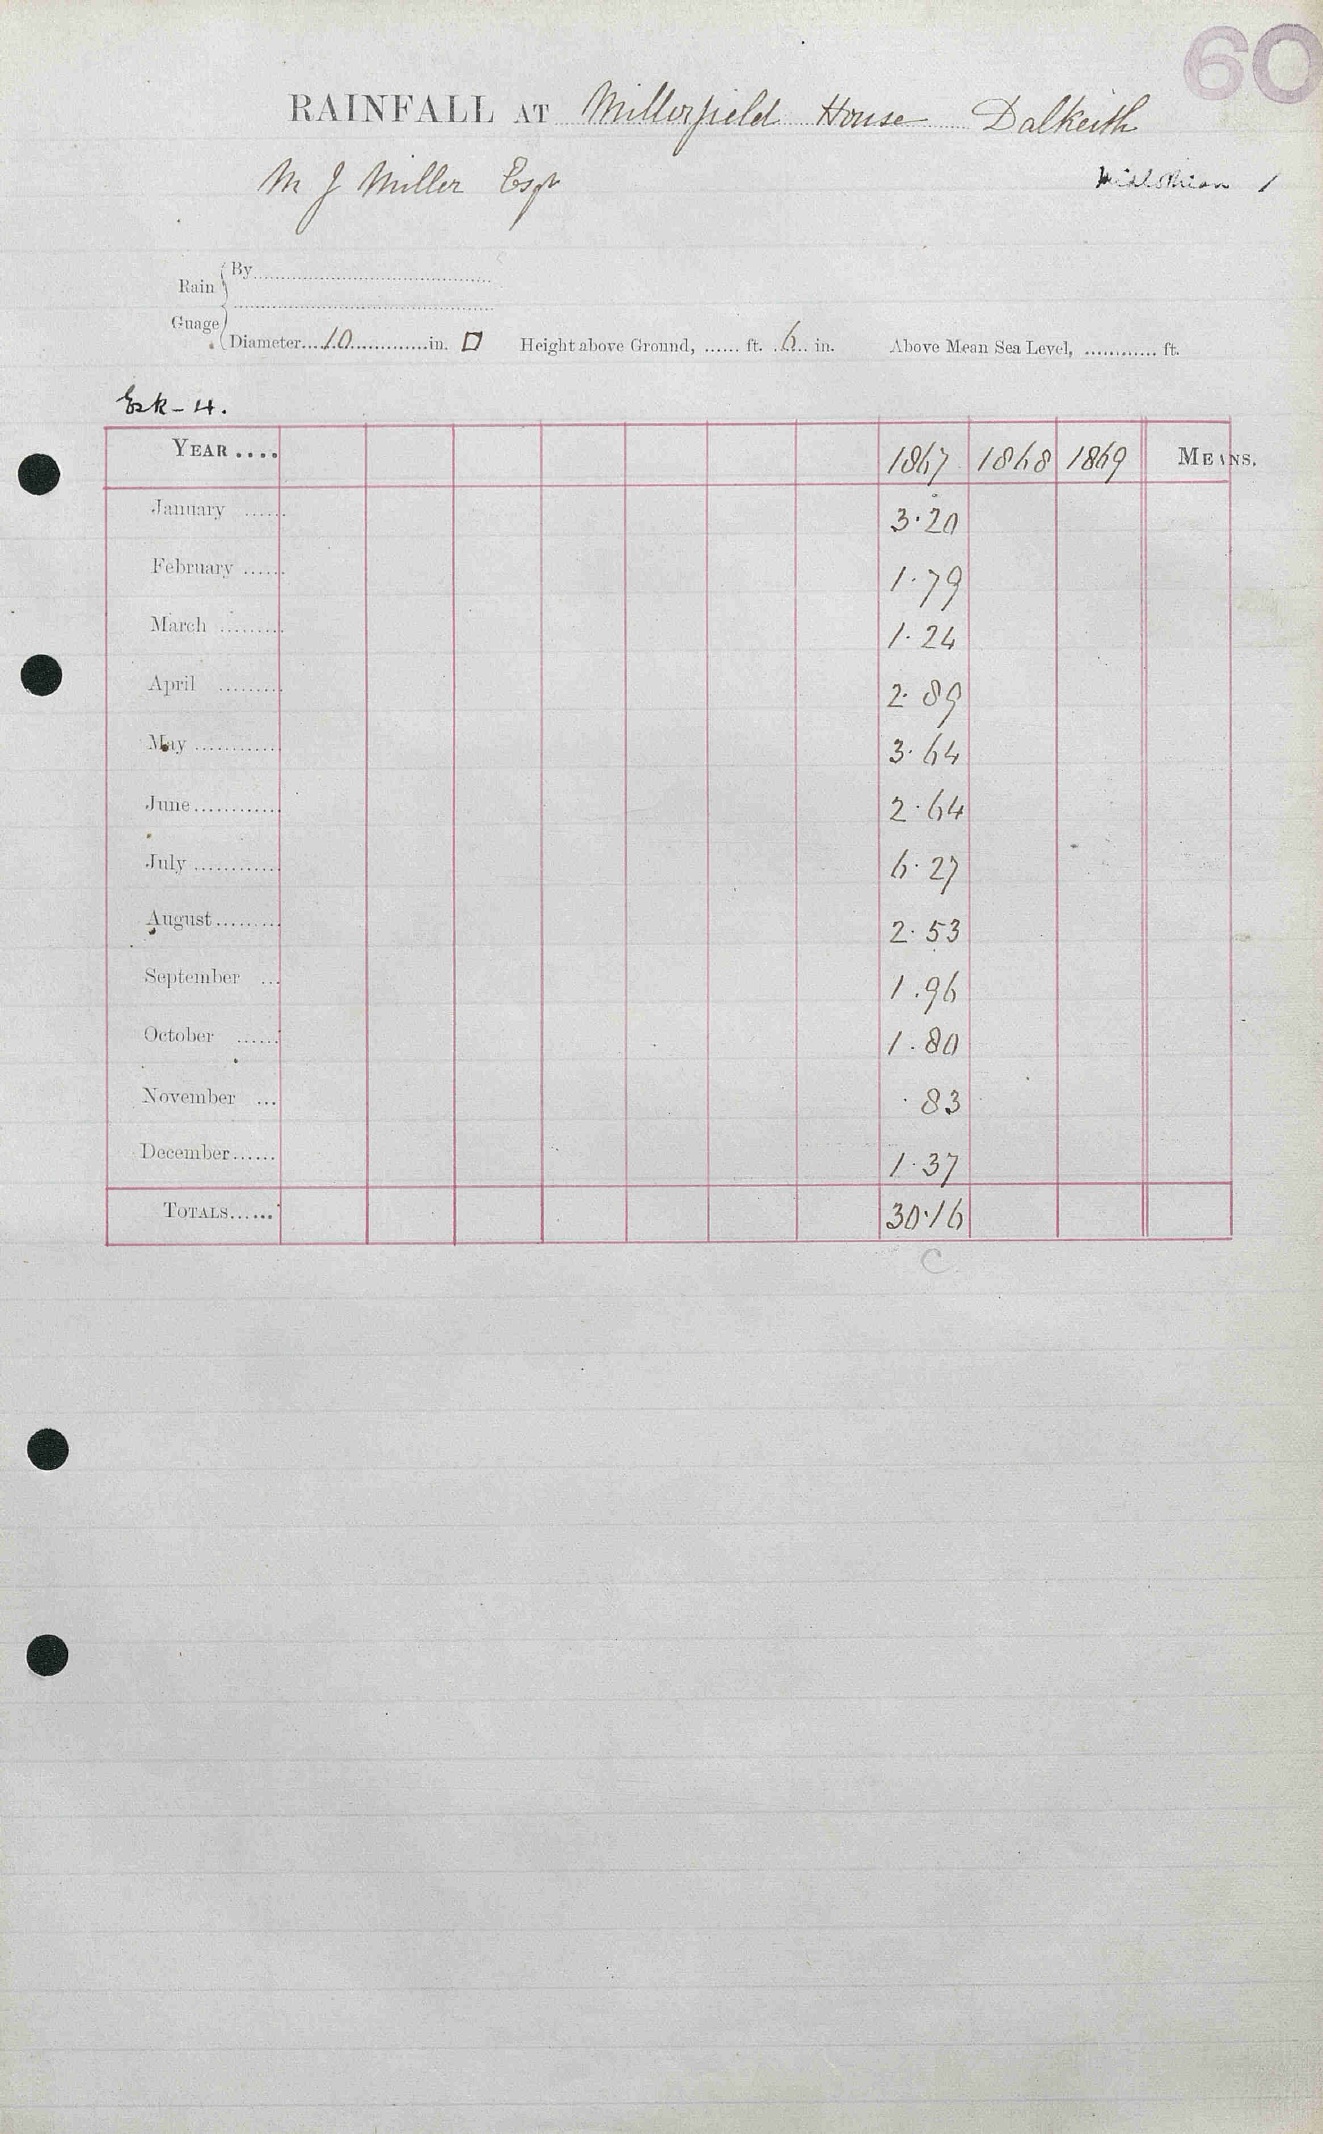 60
RAINFALL AT Millerfield House Dalkeith
M J Miller Esqr
Midlothian /
Rain Guage
By
Diameter....10....in. □ Height above Ground, ...... ft. 6 in. Above Mean Sea Level, ............ ft.
Esk - 4.
YEAR .... 1867 1868 1869 MEANS.
January ...... 3.20
February ...... 1.79
March ......... 1.24
April ......... 2.89
May ............ 3.64
June............ 2.64
July ............ 6.27
August......... 2.53
September ... 1.96
October ...... 1.80
November ... .83
December...... 1.37
TOTALS...... 30.16
C